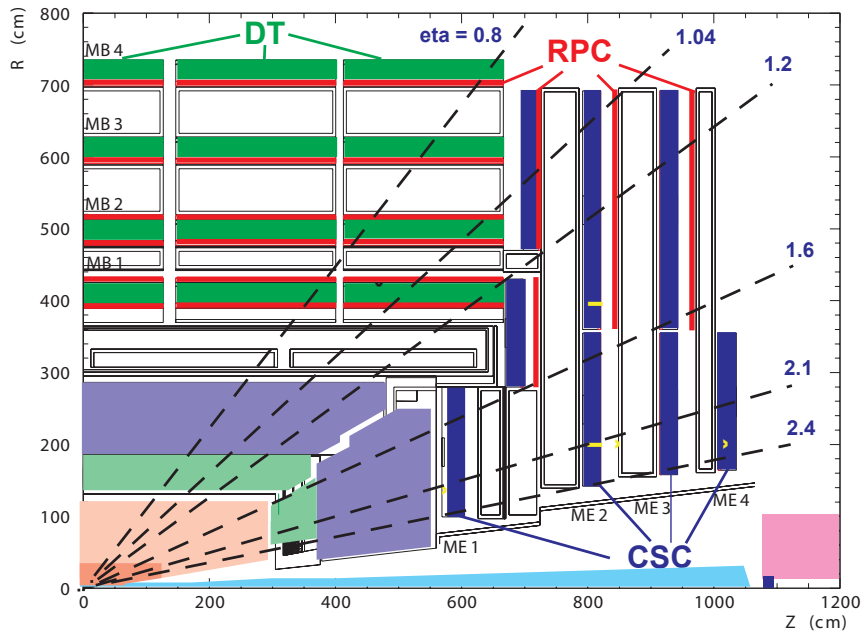 R (cm)
800
700
600
500
400
300
200
100
0
MB 4
MB 3
MB 2
MB 1
DT
eta = 0.8
RPC
1.04
1.2
1.6
2.1
2.4
ME 1
ME 2
ME 3
ME 4
CSC
0
200
400
600
800
1000
1200
Z (cm)